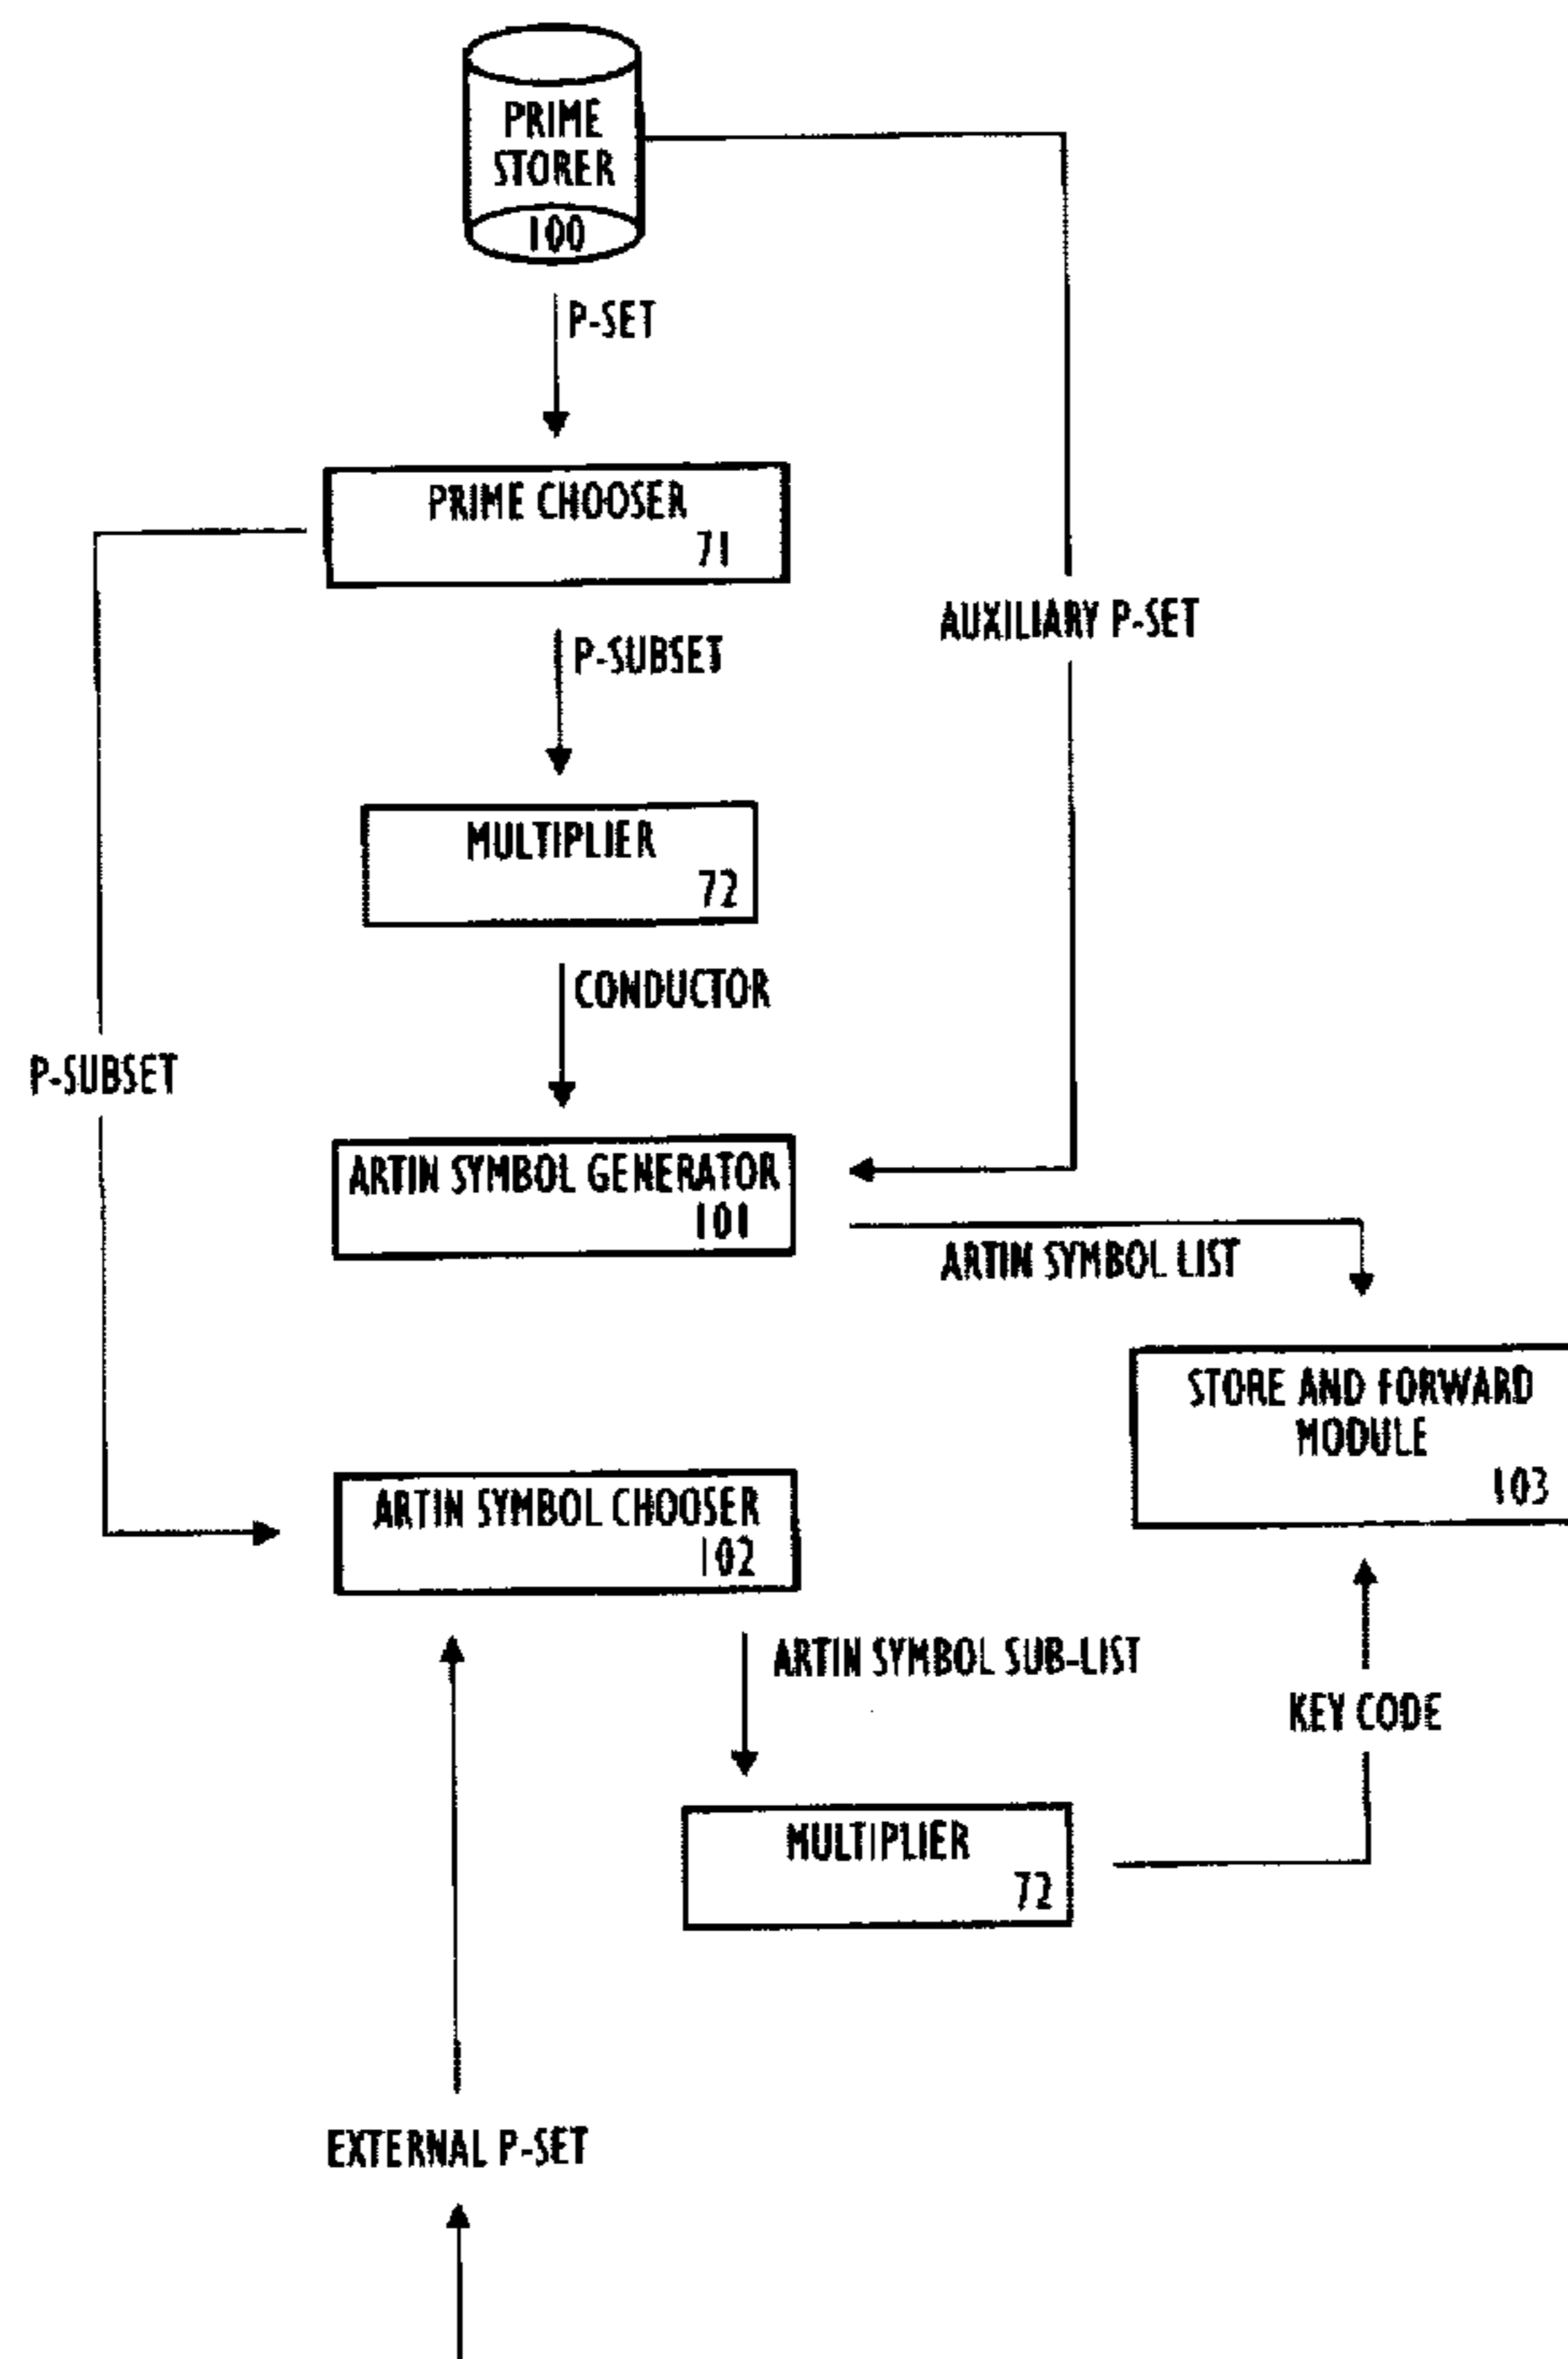 PRIME
STORER
100
P-SET
PRIME CHOOSER
71
AUXILIARY P-SET
P-SUBSET
MULTIPLIER
72
CONDUCTOR
P-SUBSET
ARTIN SYMBOL GENERATOR
101
ARTIN SYMBOL LIST
STORE AND FORWARD
MODULE
103
ARTIN SYMBOL CHOOSER
102
ARTIN SYMBOL SUB-LIST
KEY CODE
MULTIPLIER
72
EXTERNAL P-SET